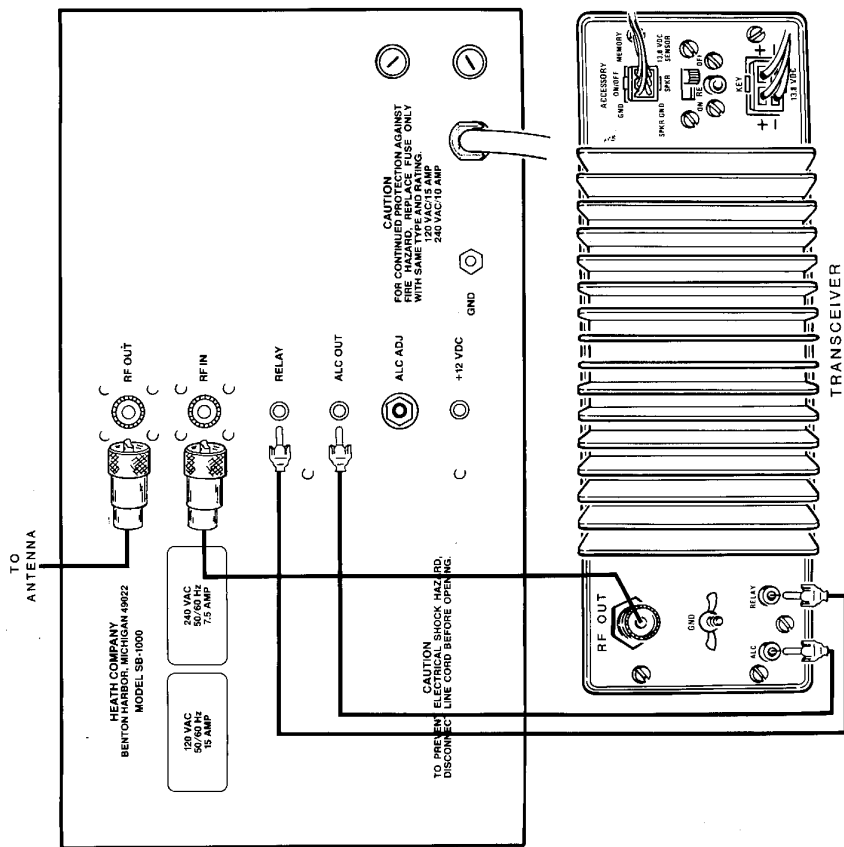 TO
ANTENNA
HEATH COMPANY
BENTON HARBOR, MICHIGAN 49022
MODEL SB-1000
120 VAC
50/60 Hz
15 AMP
240 VAC
50/60 Hz
7.5 AMP
RF OUT
RF IN
RELAY
ALC OUT
ALC ADJ
+12 VDC
GND
CAUTION
FOR CONTINUED PROTECTION AGAINST
FIRE HAZARD, REPLACE FUSE ONLY
WITH SAME TYPE AND RATING.
120 VAC/15 AMP
240 VAC/10 AMP
CAUTION
TO PREVENT ELECTRICAL SHOCK HAZARD,
DISCONNECT LINE CORD BEFORE OPENING.
TRANSCEIVER
RF OUT
GND
ALC
RELAY
ACCESSORY
GND
ON/OFF
MEMORY
SPKR GND
SPKR
13.8 VDC
SENSOR
ON
RE
OFF
KEY
+
+
−
−
13.8 VDC